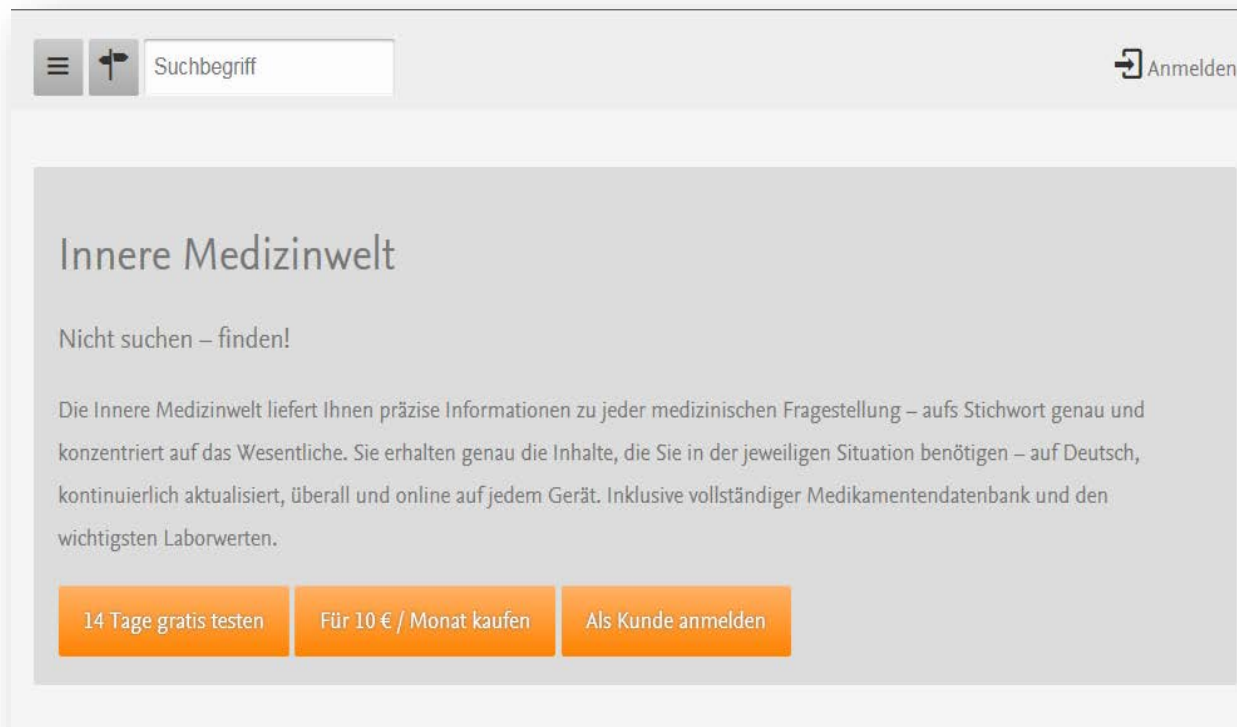 Suchbegriff
Anmelden
Innere Medizinwelt
Nicht suchen – finden!
Die Innere Medizinwelt liefert Ihnen präzise Informationen zu jeder medizinischen Fragestellung – aufs Stichwort genau und
konzentriert auf das Wesentliche. Sie erhalten genau die Inhalte, die Sie in der jeweiligen Situation benötigen – auf Deutsch,
kontinuierlich aktualisiert, überall und online auf jedem Gerät. Inklusive vollständiger Medikamentendatenbank und den
wichtigsten Laborwerten.
14 Tage gratis testen
Für 10 € / Monat kaufen
Als Kunde anmelden